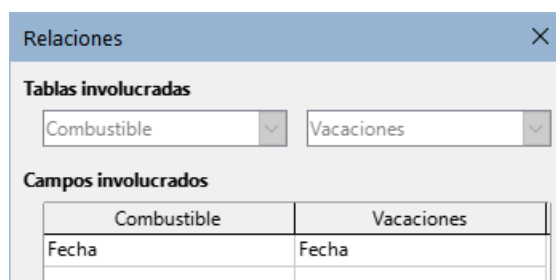 Relaciones
Tablas involucradas
Combustible Vacaciones
Campos involucrados
Combustible Vacaciones
Fecha Fecha